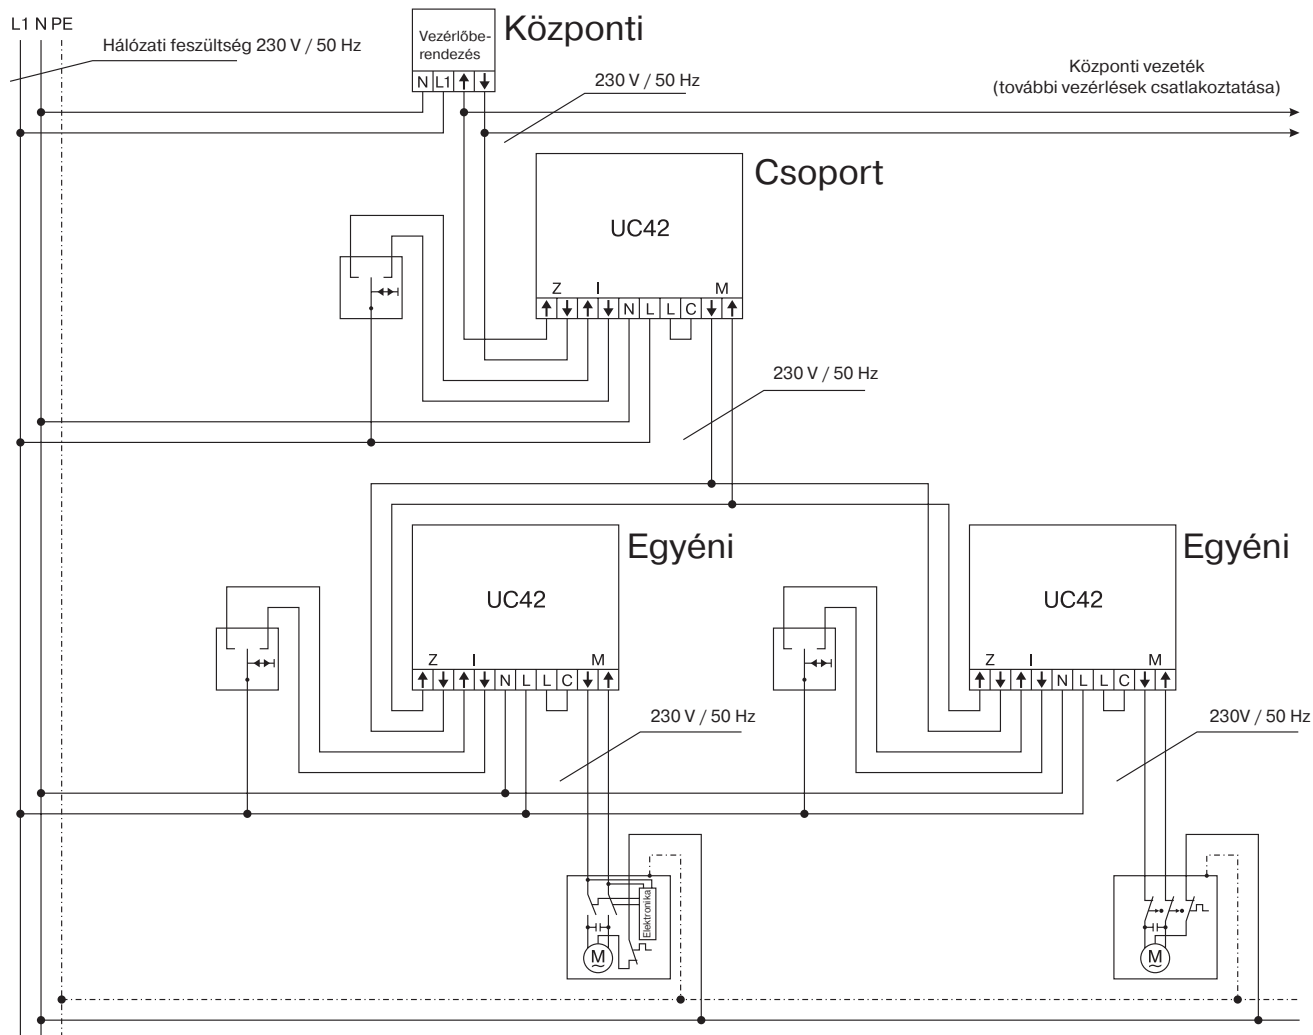 L1 N PE
Hálózati feszültség 230 V / 50 Hz
Vezérlőbe-
rendezés
Központi
N L1
230 V / 50 Hz
Központi vezeték
(további vezérlések csatlakoztatása)
Csoport
UC42
Z I M
N L L C
230 V / 50 Hz
Egyéni
UC42
Z I M
N L L C
230 V / 50 Hz
Egyéni
UC42
Z I M
N L L C
230V / 50 Hz
Elektronika
M
M